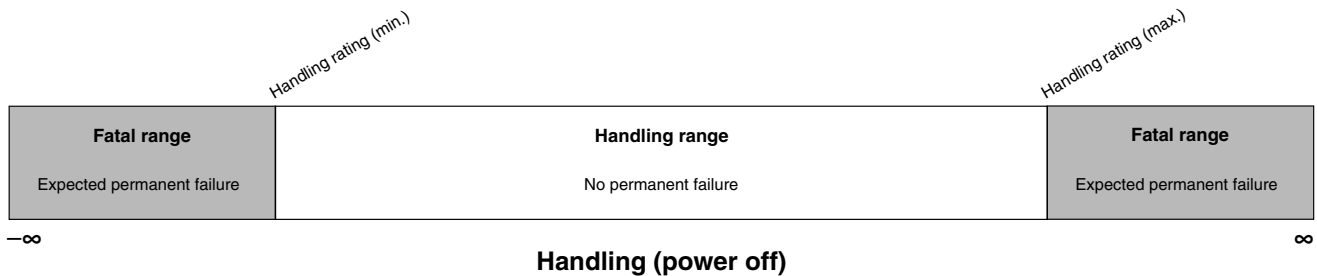 Handling rating (min.)
Handling rating (max.)
Fatal range
Handling range
Fatal range
Expected permanent failure
No permanent failure
Expected permanent failure
–∞
∞
Handling (power off)